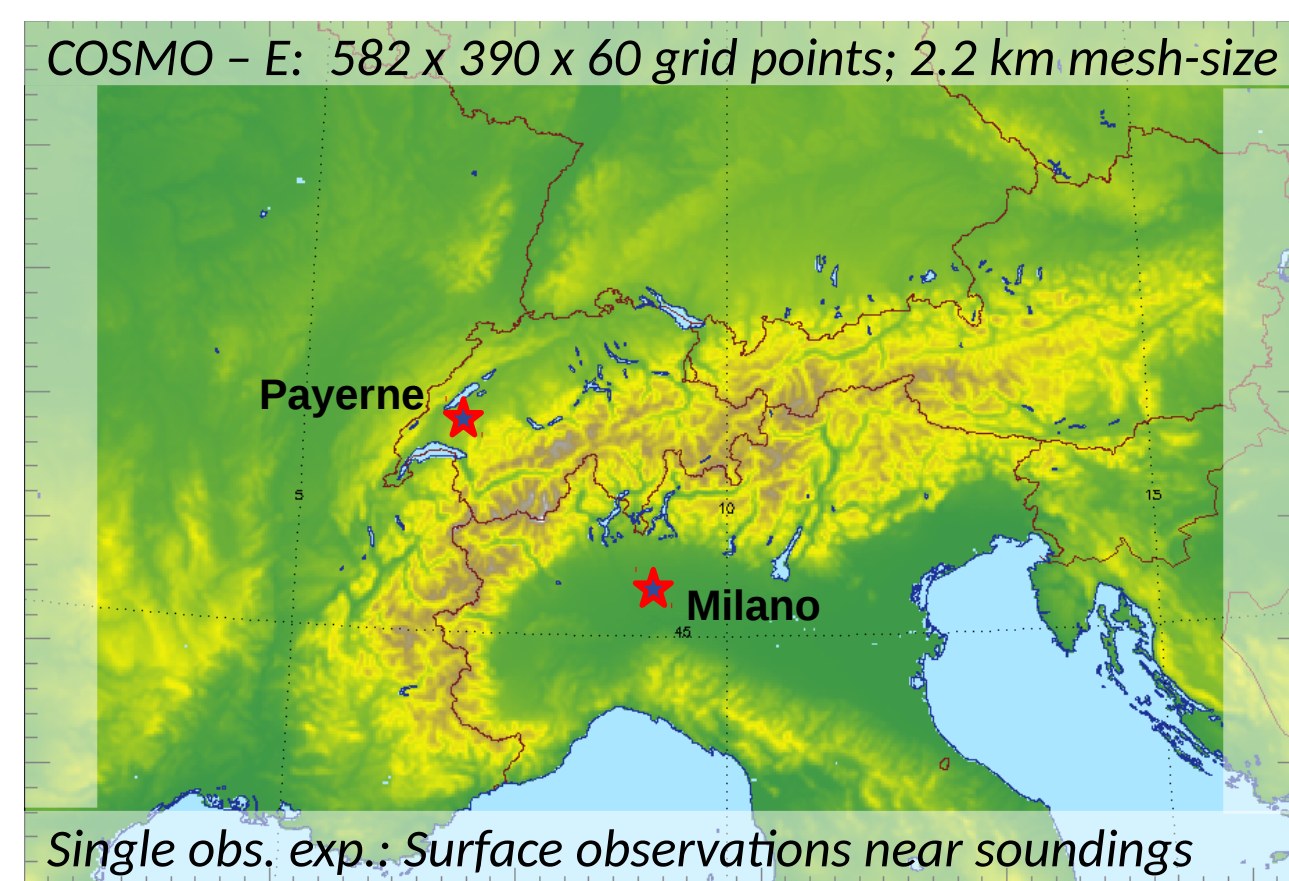 COSMO – E: 582 x 390 x 60 grid points; 2.2 km mesh-size
Payerne
5
10
15
Milano
45
Single obs. exp.: Surface observations near soundings